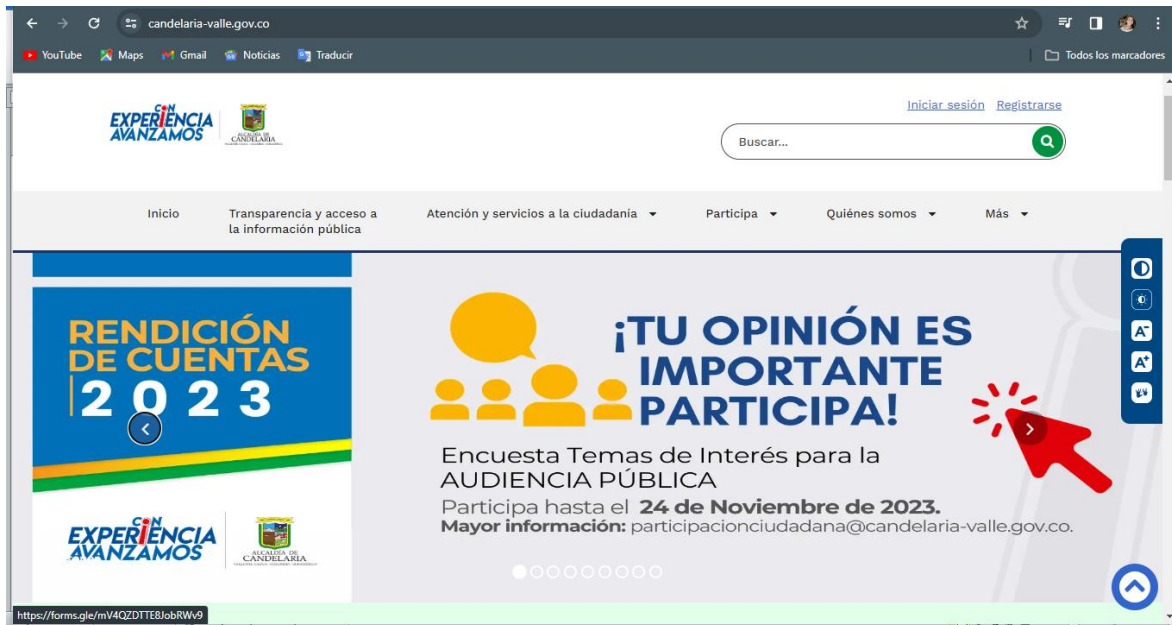 candelaria-valle.gov.co
YouTube Maps Gmail Noticias Traducir Todos los marcadores
CON
EXPERIENCIA
AVANZAMOS
ALCALDÍA DE
CANDELARIA
Iniciar sesión Registrarse
Buscar...
Inicio
Transparencia y acceso a
la información pública
Atención y servicios a la ciudadanía
Participa
Quiénes somos
Más
RENDICIÓN
DE CUENTAS
2023
CON
EXPERIENCIA
AVANZAMOS
ALCALDÍA DE
CANDELARIA
¡TU OPINIÓN ES
IMPORTANTE
PARTICIPA!
Encuesta Temas de Interés para la
AUDIENCIA PÚBLICA
Participa hasta el 24 de Noviembre de 2023.
Mayor información: participacionciudadana@candelaria-valle.gov.co.
A-
A+
https://forms.gle/mV4QZDTTE8JobRWv9